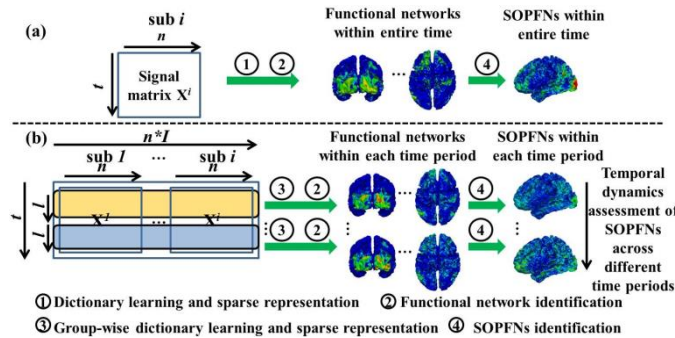 (a)
sub i
n
t
Signal
matrix Xⁱ
① ②
Functional networks
within entire time
...
④
SOPFNs within
entire time
(b)
n*I
sub 1 ... sub i
n n
t
l
l
X¹ ... Xⁱ
③ ②
③ ②
Functional networks
within each time period
...
...
④
④
SOPFNs within
each time period
Temporal
dynamics
assessment of
SOPFNs
across
different
time periods
① Dictionary learning and sparse representation ② Functional network identification
③ Group-wise dictionary learning and sparse representation ④ SOPFNs identification